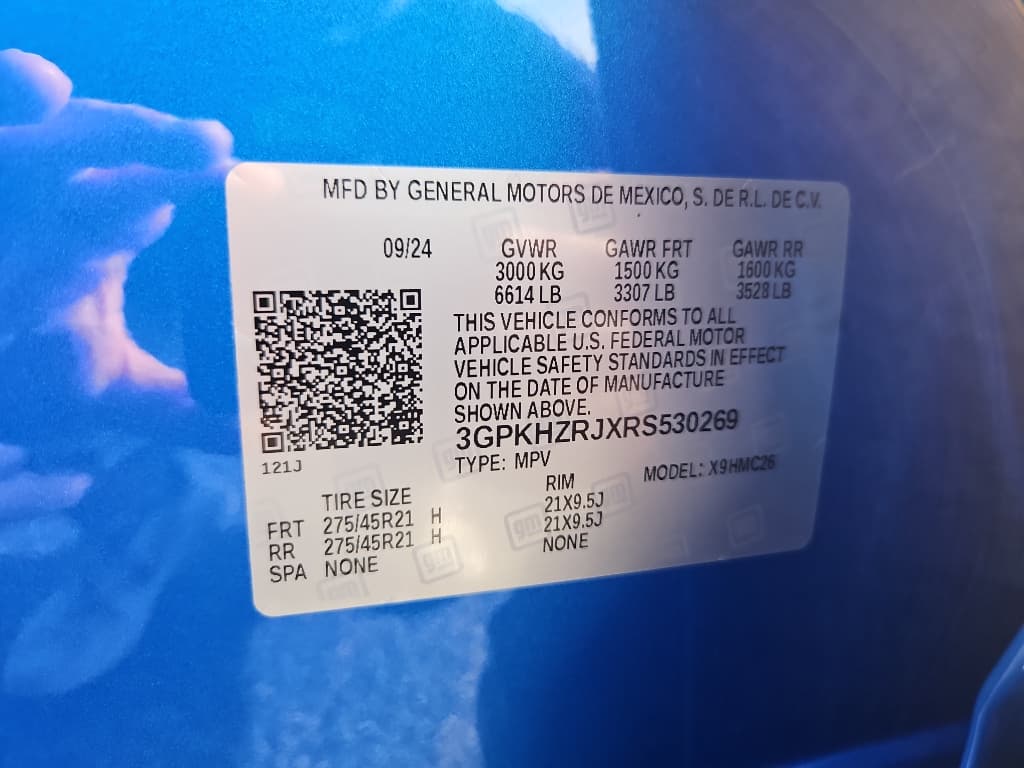 MFD BY GENERAL MOTORS DE MEXICO, S. DE R.L. DE C.V.
09/24 GVWR GAWR FRT GAWR RR
3000 KG 1500 KG 1600 KG
6614 LB 3307 LB 3528 LB
THIS VEHICLE CONFORMS TO ALL
APPLICABLE U.S. FEDERAL MOTOR
VEHICLE SAFETY STANDARDS IN EFFECT
ON THE DATE OF MANUFACTURE
SHOWN ABOVE.
3GPKHZRJXRS530269
121J
TYPE: MPV MODEL: X9HMC26
TIRE SIZE RIM
FRT 275/45R21 H 21X9.5J
RR 275/45R21 H 21X9.5J
SPA NONE NONE
gm
gm
gm